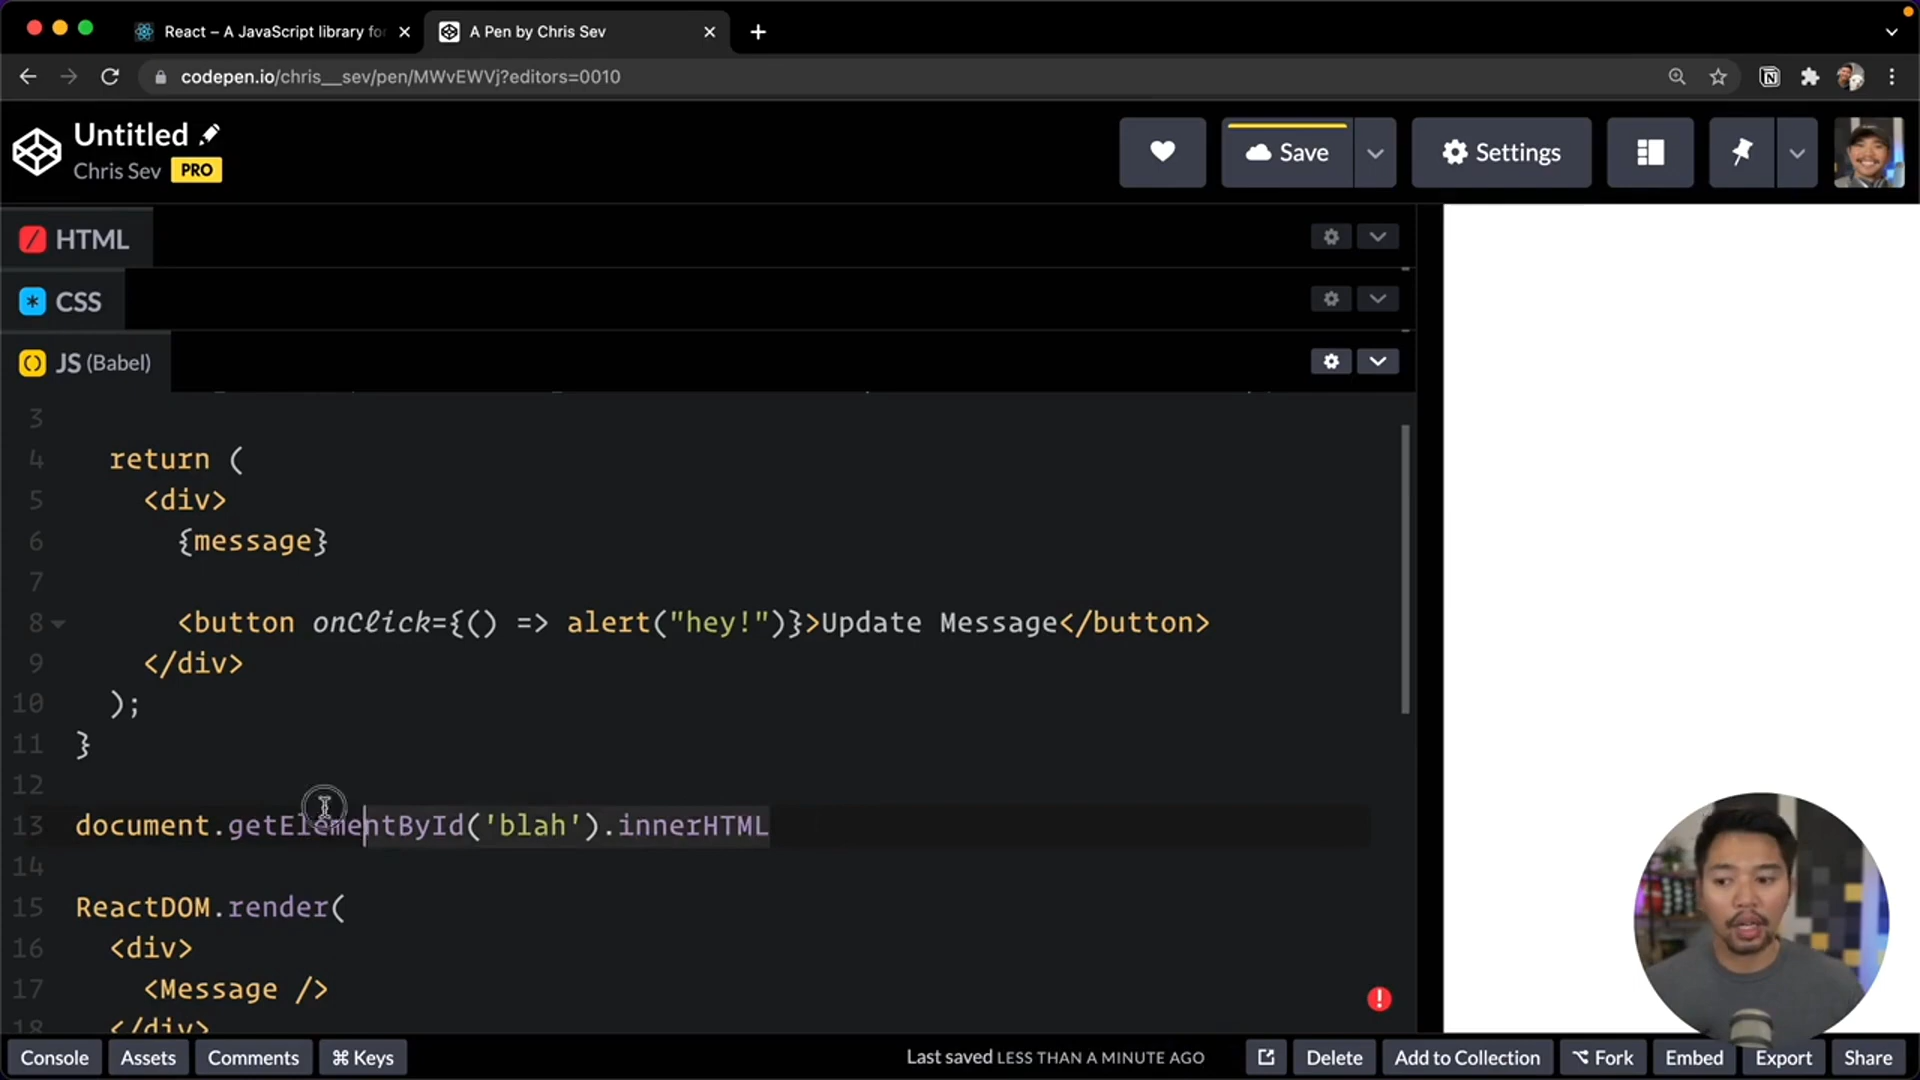 React – A JavaScript library for
A Pen by Chris Sev
codepen.io/chris__sev/pen/MWvEWVj?editors=0010
Untitled
Chris Sev PRO
Save
Settings
HTML
CSS
JS (Babel)
3
4 return (
5 <div>
6 {message}
7
8 <button onClick={() => alert("hey!")}>Update Message</button>
9 </div>
10 );
11 }
12
13 document.getElementById('blah').innerHTML
14
15 ReactDOM.render(
16 <div>
17 <Message />
18 </div>
Console
Assets
Comments
⌘ Keys
Last saved LESS THAN A MINUTE AGO
Delete
Add to Collection
⌥ Fork
Embed
Export
Share